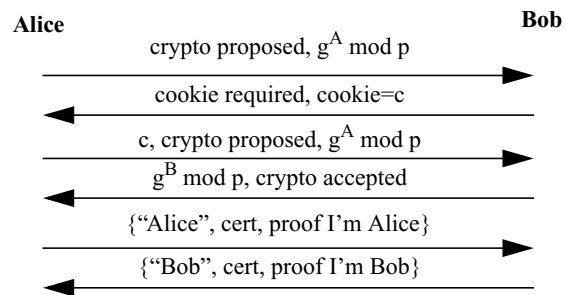 Alice
Bob
crypto proposed, g^A mod p
cookie required, cookie=c
c, crypto proposed, g^A mod p
g^B mod p, crypto accepted
{“Alice”, cert, proof I’m Alice}
{“Bob”, cert, proof I’m Bob}